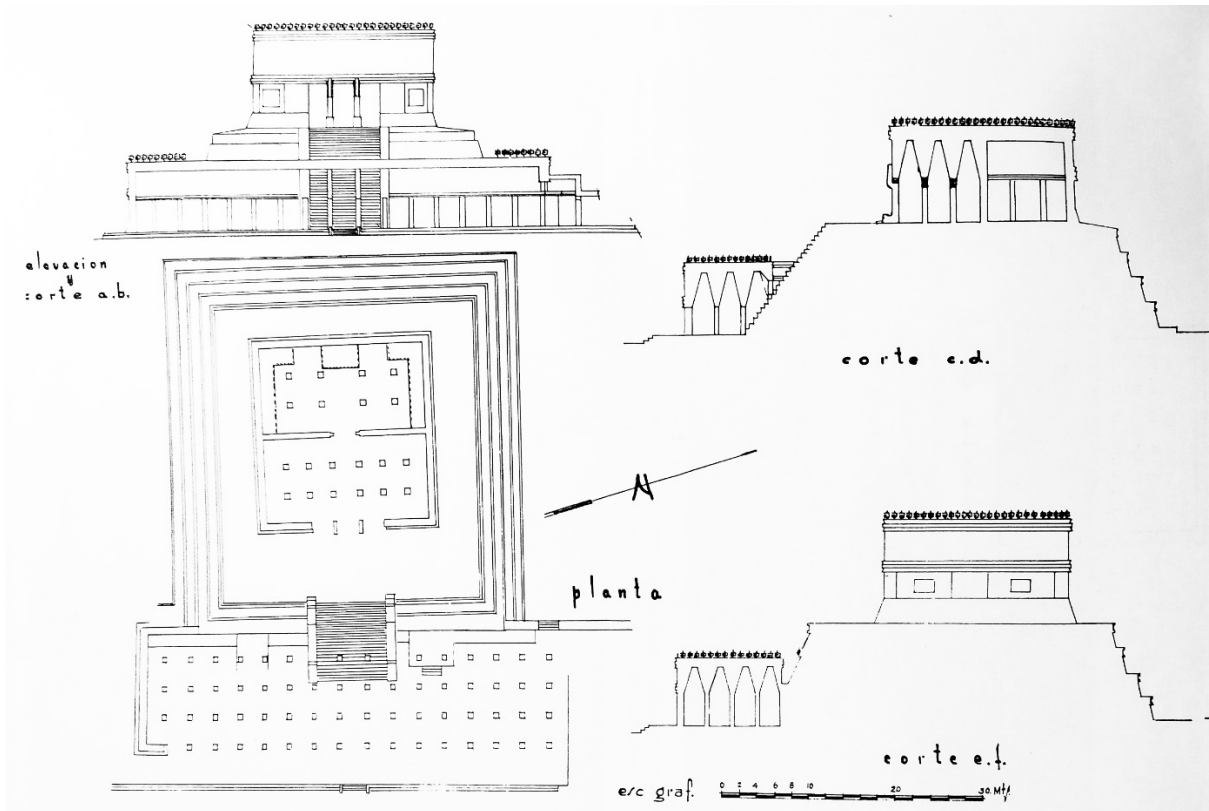 elevacion
y
corte a.b.
corte c.d.
N
planta
corte e.f.
esc graf. 0 2 4 6 8 10 20 30 Mts.